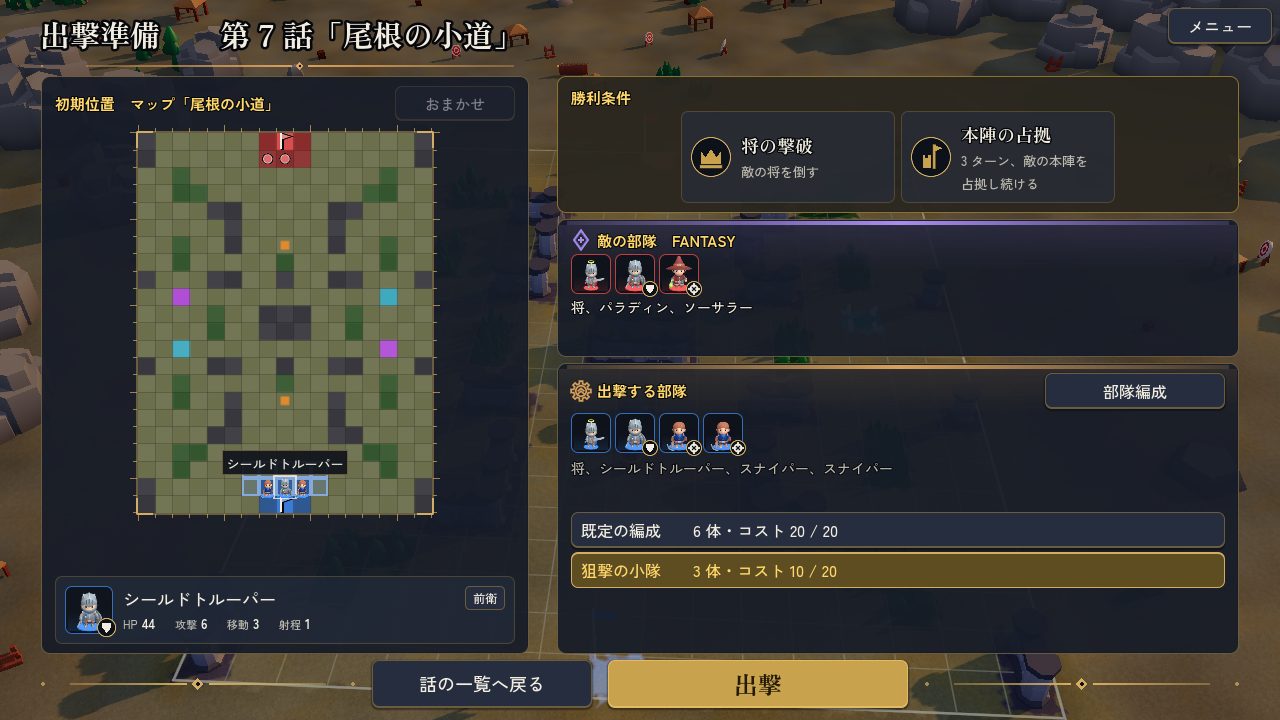 出撃準備　第 7 話「尾根の小道」
メニュー
初期位置　マップ「尾根の小道」
おまかせ
シールドトルーパー
シールドトルーパー
前衛
HP 44　攻撃 6　移動 3　射程 1
勝利条件
将の撃破
敵の将を倒す
本陣の占拠
3 ターン、敵の本陣を
占拠し続ける
敵の部隊　FANTASY
将、パラディン、ソーサラー
出撃する部隊
部隊編成
将、シールドトルーパー、スナイパー、スナイパー
既定の編成　6 体・コスト 20 / 20
狙撃の小隊　3 体・コスト 10 / 20
話の一覧へ戻る
出撃